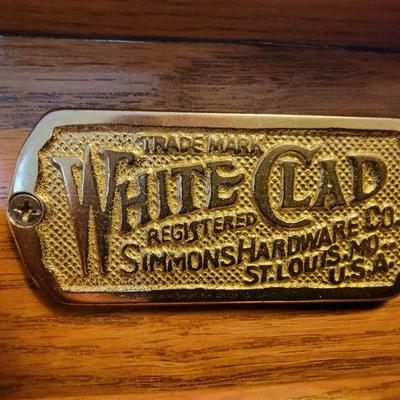 TRADE MARK
WHITE CLAD
REGISTERED
SIMMONS HARDWARE CO.
ST. LOUIS, MO.
U.S.A.